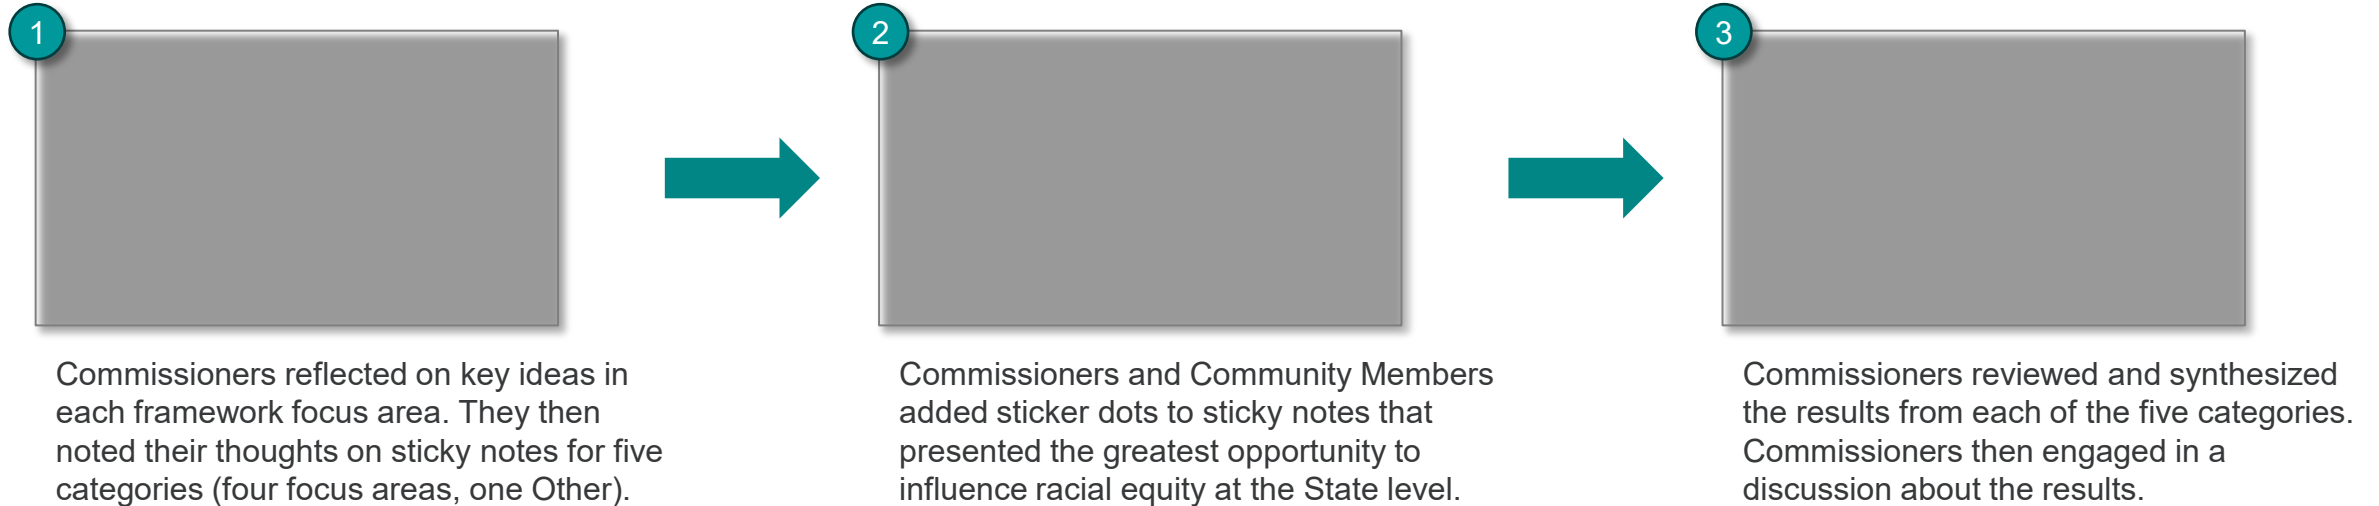 1
Commissioners reflected on key ideas in
each framework focus area. They then
noted their thoughts on sticky notes for five
categories (four focus areas, one Other).
2
Commissioners and Community Members
added sticker dots to sticky notes that
presented the greatest opportunity to
influence racial equity at the State level.
3
Commissioners reviewed and synthesized
the results from each of the five categories.
Commissioners then engaged in a
discussion about the results.